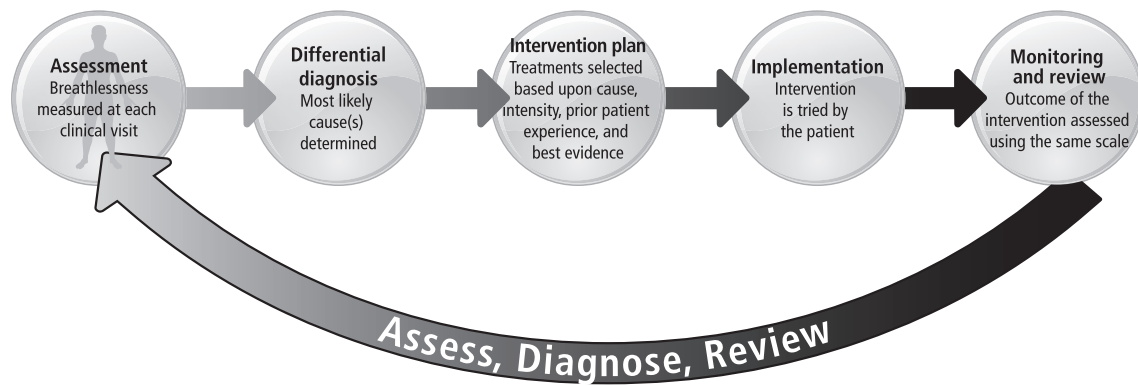 Assessment
Breathlessness
measured at each
clinical visit
Differential
diagnosis
Most likely
cause(s)
determined
Intervention plan
Treatments selected
based upon cause,
intensity, prior patient
experience, and
best evidence
Implementation
Intervention
is tried by
the patient
Monitoring
and review
Outcome of the
intervention assessed
using the same scale
Assess, Diagnose, Review